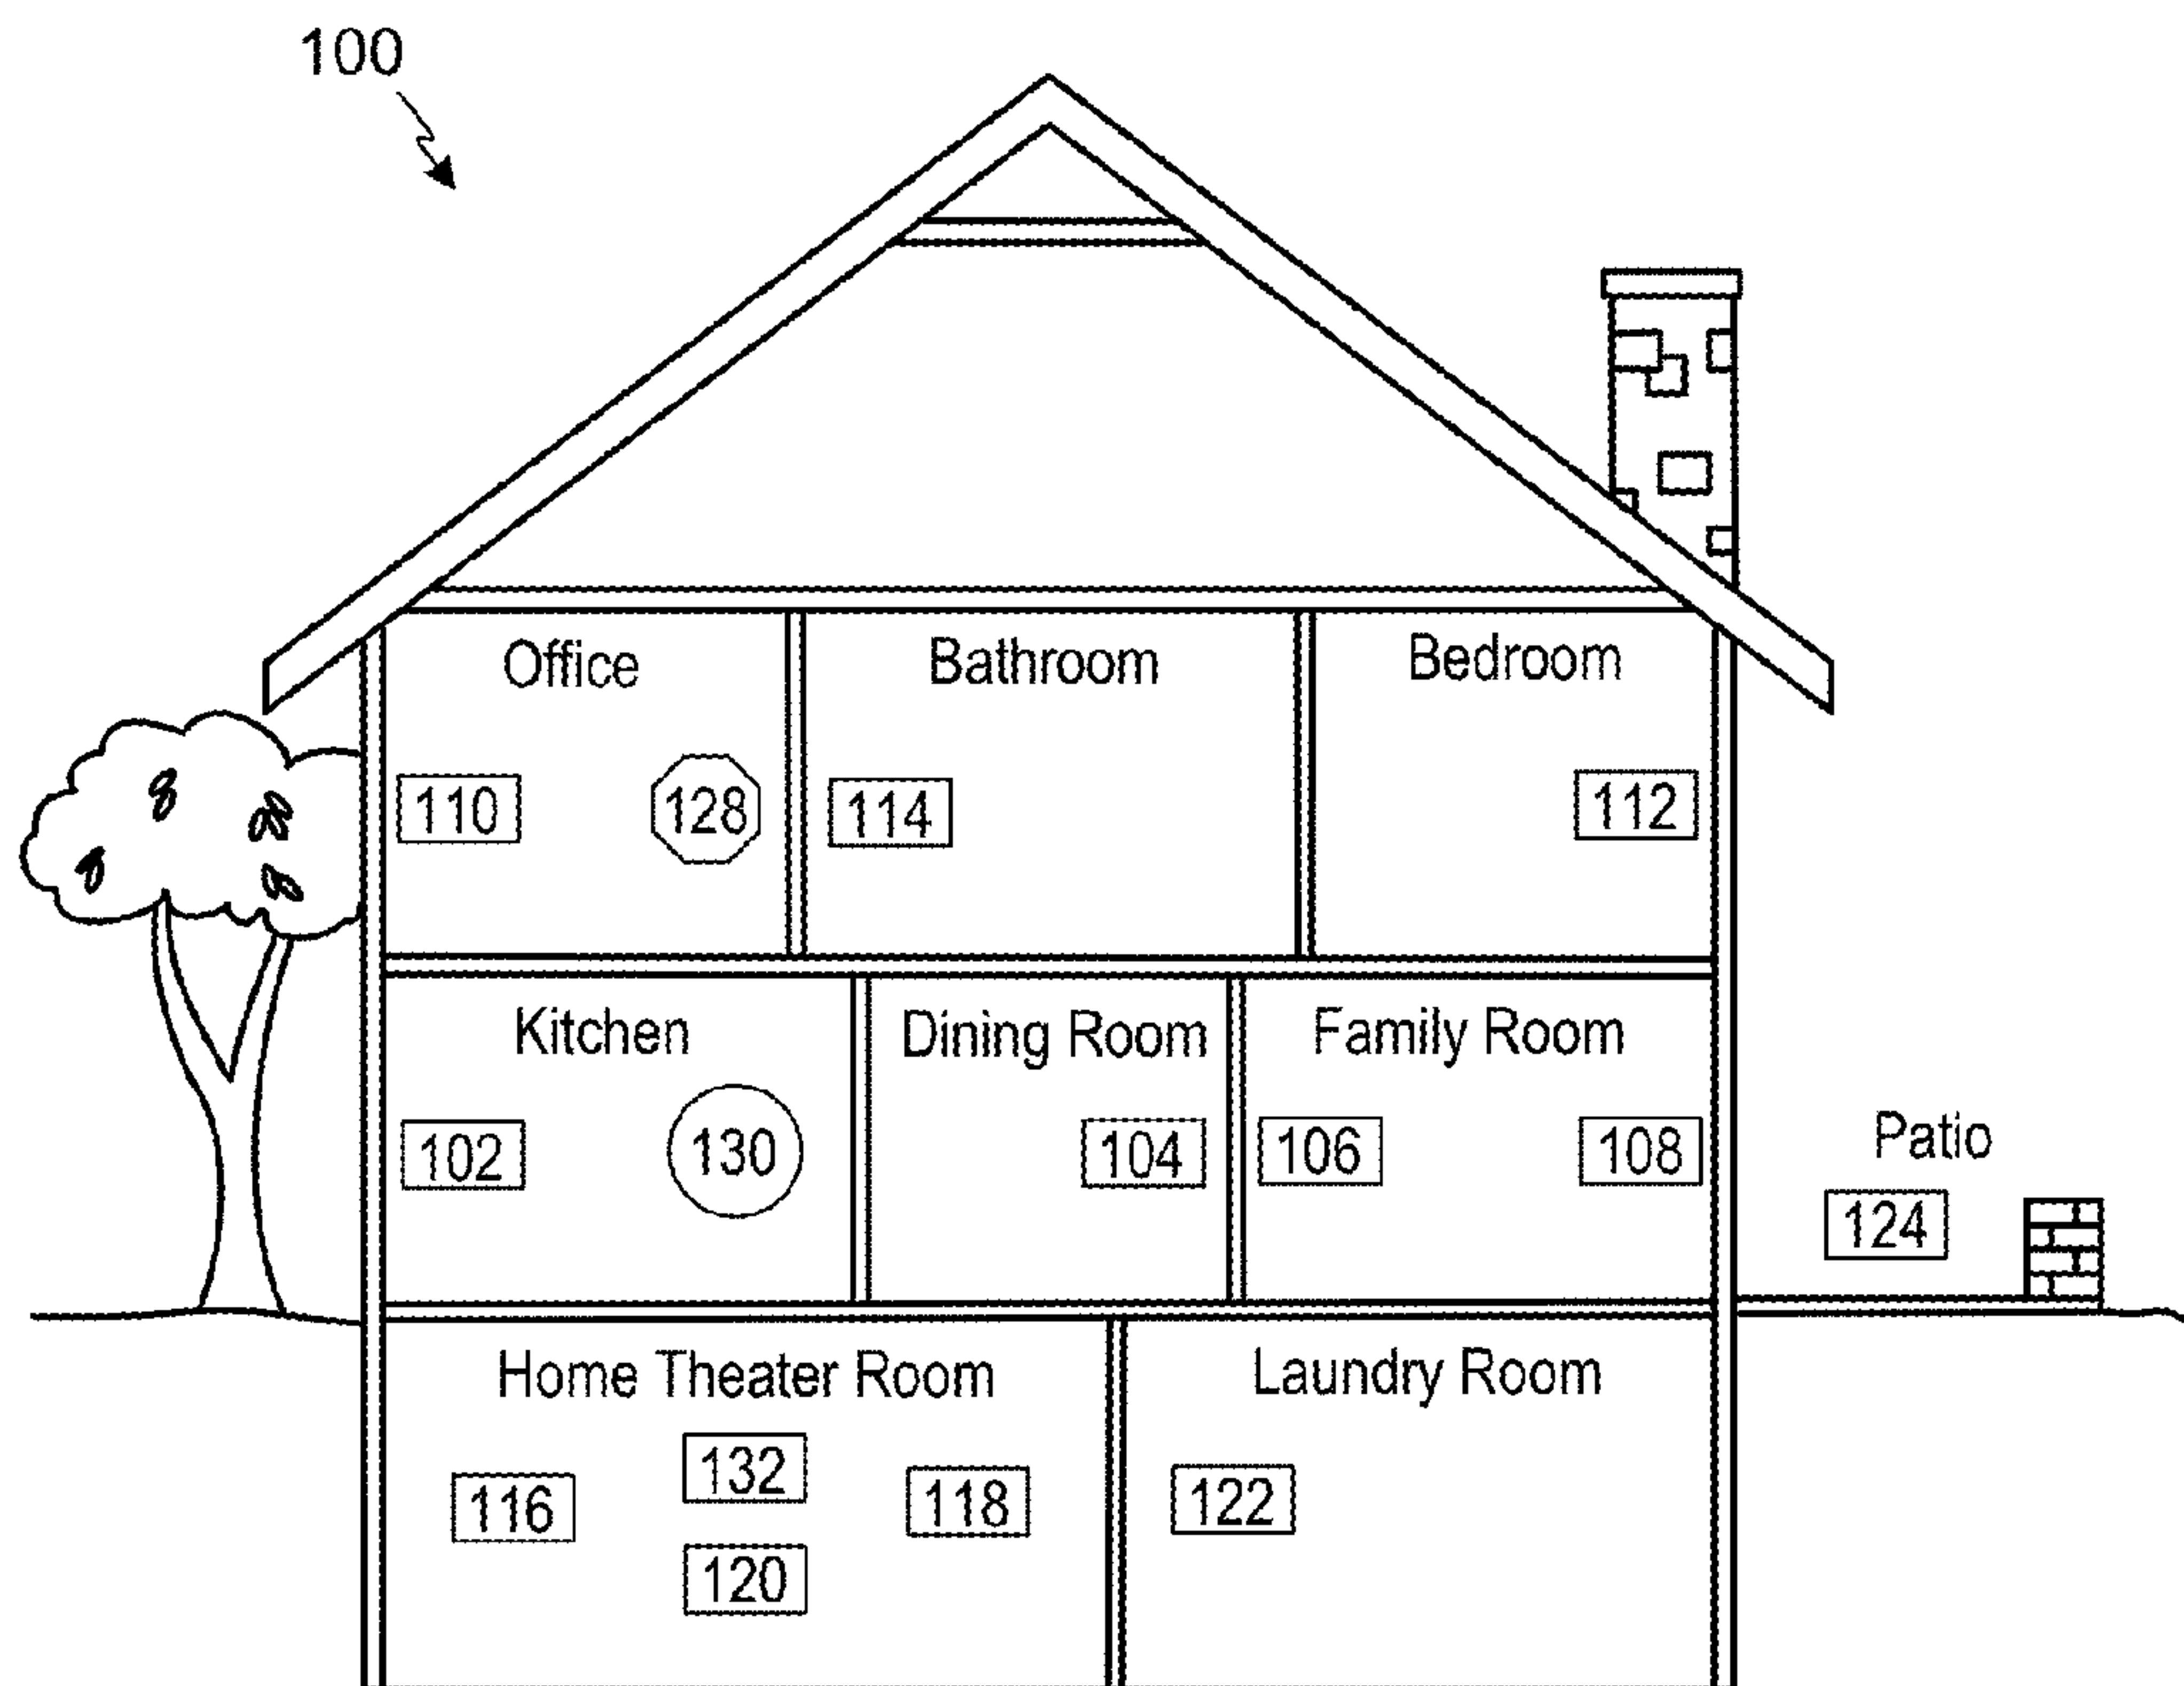 100
Office
Bathroom
Bedroom
110
128
114
112
Kitchen
Dining Room
Family Room
102
130
104
106
108
Patio
124
Home Theater Room
Laundry Room
116
132
118
120
122